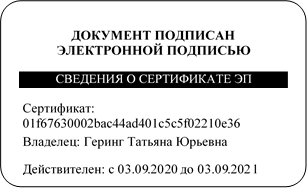 ДОКУМЕНТ ПОДПИСАН
ЭЛЕКТРОННОЙ ПОДПИСЬЮ
СВЕДЕНИЯ О СЕРТИФИКАТЕ ЭП
Сертификат:
01f67630002bac44ad401c5c5f02210e36
Владелец: Геринг Татьяна Юрьевна
Действителен: с 03.09.2020 до 03.09.2021